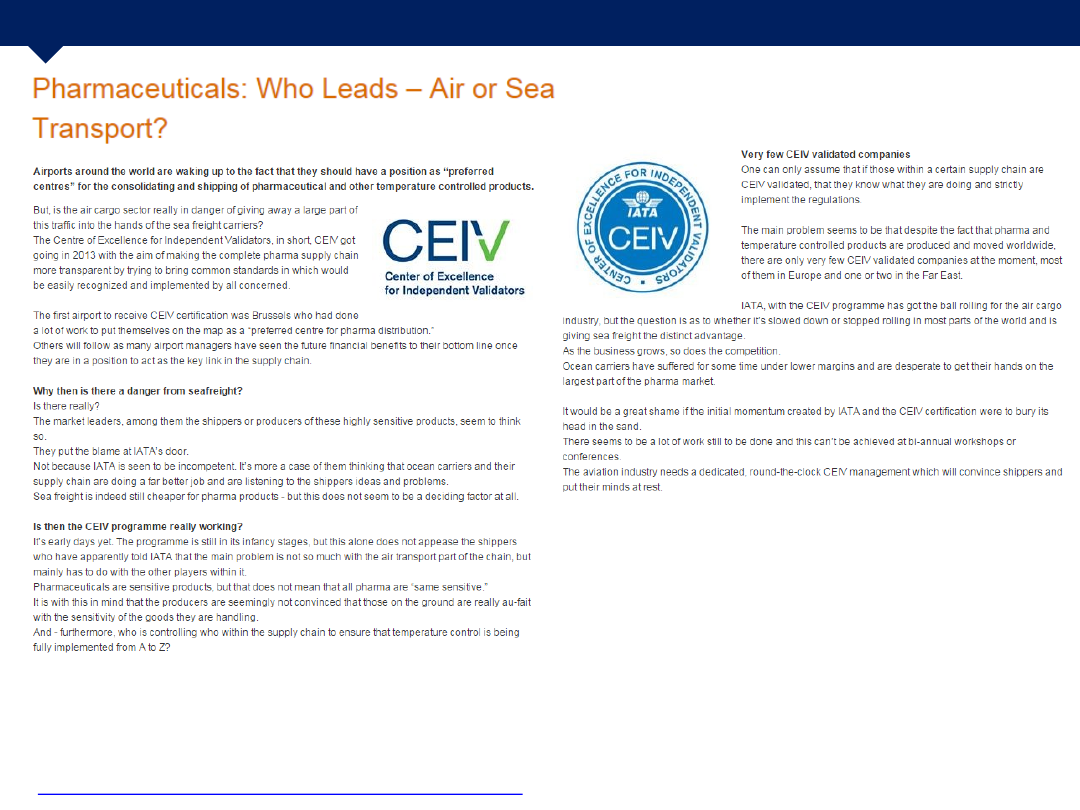 Pharmaceuticals: Who Leads – Air or Sea
Transport?
Airports around the world are waking up to the fact that they should have a position as “preferred
centres” for the consolidating and shipping of pharmaceutical and other temperature controlled products.
But, is the air cargo sector really in danger of giving away a large part of
this traffic into the hands of the sea freight carriers?
The Centre of Excellence for Independent Validators, in short, CEIV got
going in 2013 with the aim of making the complete pharma supply chain
more transparent by trying to bring common standards in which would
be easily recognized and implemented by all concerned.
CEIV
Center of Excellence
for Independent Validators
The first airport to receive CEIV certification was Brussels who had done
a lot of work to put themselves on the map as a “preferred centre for pharma distribution.”
Others will follow as many airport managers have seen the future financial benefits to their bottom line once
they are in a position to act as the key link in the supply chain.
Why then is there a danger from seafreight?
Is there really?
The market leaders, among them the shippers or producers of these highly sensitive products, seem to think
so.
They put the blame at IATA's door.
Not because IATA is seen to be incompetent. It's more a case of them thinking that ocean carriers and their
supply chain are doing a far better job and are listening to the shippers ideas and problems.
Sea freight is indeed still cheaper for pharma products - but this does not seem to be a deciding factor at all.
Is then the CEIV programme really working?
It's early days yet. The programme is still in its infancy stages, but this alone does not appease the shippers
who have apparently told IATA that the main problem is not so much with the air transport part of the chain, but
mainly has to do with the other players within it.
Pharmaceuticals are sensitive products, but that does not mean that all pharma are “same sensitive.”
It is with this in mind that the producers are seemingly not convinced that those on the ground are really au-fait
with the sensitivity of the goods they are handling.
And - furthermore, who is controlling who within the supply chain to ensure that temperature control is being
fully implemented from A to Z?
CENTER OF EXCELLENCE FOR INDEPENDENT VALIDATORS
IATA
CEIV
Very few CEIV validated companies
One can only assume that if those within a certain supply chain are
CEIV validated, that they know what they are doing and strictly
implement the regulations.
The main problem seems to be that despite the fact that pharma and
temperature controlled products are produced and moved worldwide,
there are only very few CEIV validated companies at the moment, most
of them in Europe and one or two in the Far East.
IATA, with the CEIV programme has got the ball rolling for the air cargo
industry, but the question is as to whether it's slowed down or stopped rolling in most parts of the world and is
giving sea freight the distinct advantage.
As the business grows, so does the competition.
Ocean carriers have suffered for some time under lower margins and are desperate to get their hands on the
largest part of the pharma market.
It would be a great shame if the initial momentum created by IATA and the CEIV certification were to bury its
head in the sand.
There seems to be a lot of work still to be done and this can't be achieved at bi-annual workshops or
conferences.
The aviation industry needs a dedicated, round-the-clock CEIV management which will convince shippers and
put their minds at rest.